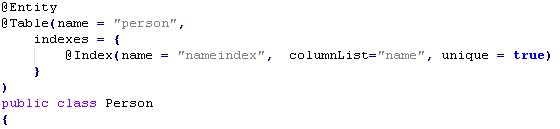 @Entity
@Table(name = "person",
    indexes = {
        @Index(name = "nameindex",  columnList="name", unique = true)
    }
)
public class Person
{